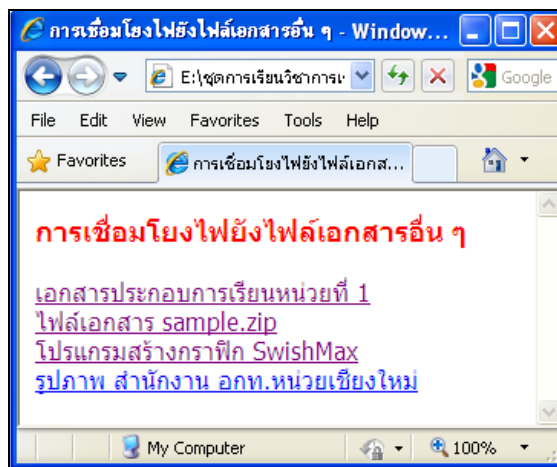 การเชื่อมโยงไฟยังไฟล์เอกสารอื่น ๆ - Window...
E:\ชุดการเรียนวิชาการเ Google
File Edit View Favorites Tools Help
Favorites การเชื่อมโยงไฟยังไฟล์เอกส...
การเชื่อมโยงไฟยังไฟล์เอกสารอื่น ๆ
เอกสารประกอบการเรียนหน่วยที่ 1
ไฟล์เอกสาร sample.zip
โปรแกรมสร้างกราฟิก SwishMax
รูปภาพ สำนักงาน อกท.หน่วยเชียงใหม่
My Computer 100%